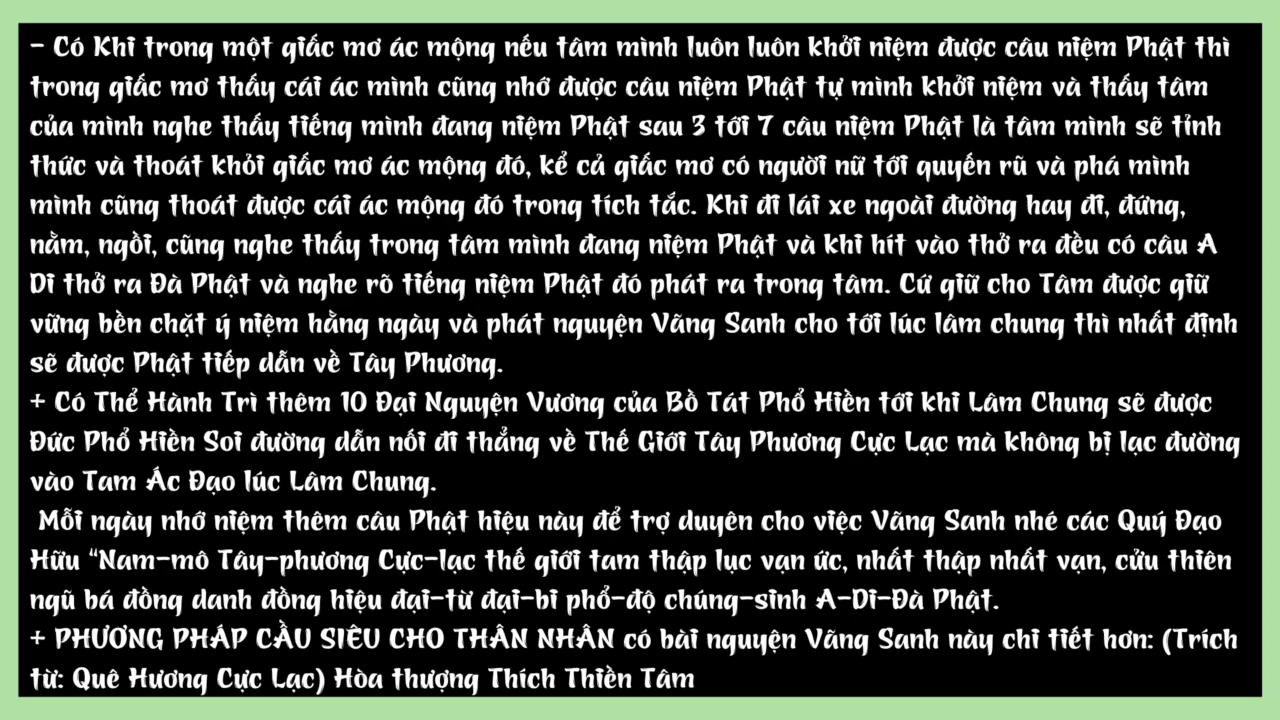 - Có Khi trong một giấc mơ ác mộng nếu tâm mình luôn luôn khởi niệm được câu niệm Phật thì
trong giấc mơ thấy cái ác mình cũng nhớ được câu niệm Phật tự mình khởi niệm và thấy tâm
của mình nghe thấy tiếng mình đang niệm Phật sau 3 tới 7 câu niệm Phật là tâm mình sẽ tỉnh
thức và thoát khỏi giấc mơ ác mộng đó, kể cả giấc mơ có người nữ tới quyến rũ và phá mình
mình cũng thoát được cái ác mộng đó trong tích tắc. Khi đi lái xe ngoài đường hay đi, đứng,
nằm, ngồi, cũng nghe thấy trong tâm mình đang niệm Phật và khi hít vào thở ra đều có câu A
Di thở ra Đà Phật và nghe rõ tiếng niệm Phật đó phát ra trong tâm. Cứ giữ cho Tâm được giữ
vững bền chặt ý niệm hằng ngày và phát nguyện Vãng Sanh cho tới lúc lâm chung thì nhất định
sẽ được Phật tiếp dẫn về Tây Phương.
+ Có Thể Hành Trì thêm 10 Đại Nguyện Vương của Bồ Tát Phổ Hiền tới khi Lâm Chung sẽ được
Đức Phổ Hiền Soi đường dẫn nối đi thẳng về Thế Giới Tây Phương Cực Lạc mà không bị lạc đường
vào Tam Ác Đạo lúc Lâm Chung.
Mỗi ngày nhớ niệm thêm câu Phật hiệu này để trợ duyên cho việc Vãng Sanh nhé các Quý Đạo
Hữu “Nam-mô Tây-phương Cực-lạc thế giới tam thập lục vạn ức, nhất thập nhất vạn, cửu thiên
ngũ bá đồng danh đồng hiệu đại-từ đại-bi phổ-độ chúng-sinh A-Di-Đà Phật.
+ PHƯƠNG PHÁP CẦU SIÊU CHO THÂN NHÂN có bài nguyện Vãng Sanh này chi tiết hơn: (Trích
từ: Quê Hương Cực Lạc) Hòa thượng Thích Thiền Tâm